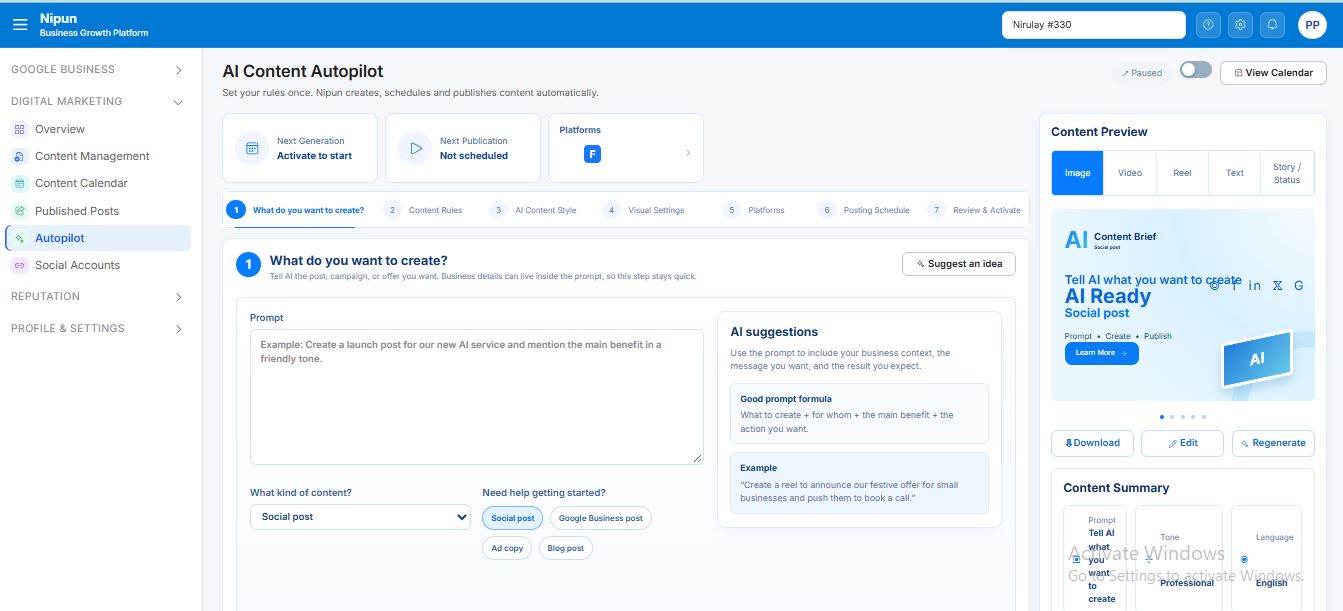 Nipun
Business Growth Platform
Nirulay #330
PP
GOOGLE BUSINESS
DIGITAL MARKETING
Overview
Content Management
Content Calendar
Published Posts
Autopilot
Social Accounts
REPUTATION
PROFILE & SETTINGS
AI Content Autopilot
Set your rules once. Nipun creates, schedules and publishes content automatically.
Paused
View Calendar
Next Generation
Activate to start
Next Publication
Not scheduled
Platforms
F
1 What do you want to create?
2 Content Rules
3 AI Content Style
4 Visual Settings
5 Platforms
6 Posting Schedule
7 Review & Activate
1 What do you want to create?
Tell AI the post, campaign, or offer you want. Business details can live inside the prompt, so this step stays quick.
Suggest an idea
Prompt
Example: Create a launch post for our new AI service and mention the main benefit in a
friendly tone.
What kind of content?
Social post
Need help getting started?
Social post
Google Business post
Ad copy
Blog post
AI suggestions
Use the prompt to include your business context, the
message you want, and the result you expect.
Good prompt formula
What to create + for whom + the main benefit + the
action you want.
Example
“Create a reel to announce our festive offer for small
businesses and push them to book a call.”
Content Preview
Image
Video
Reel
Text
Story /
Status
AI
Content Brief
Social post
Tell AI what you want to create
AI Ready
Social post
f in X G
Prompt • Create • Publish
Learn More →
AI
Download
Edit
Regenerate
Content Summary
Prompt
Tell AI
what
you
want
to
create
Tone
Professional
Language
English
Activate Windows
Go to Settings to activate Windows.